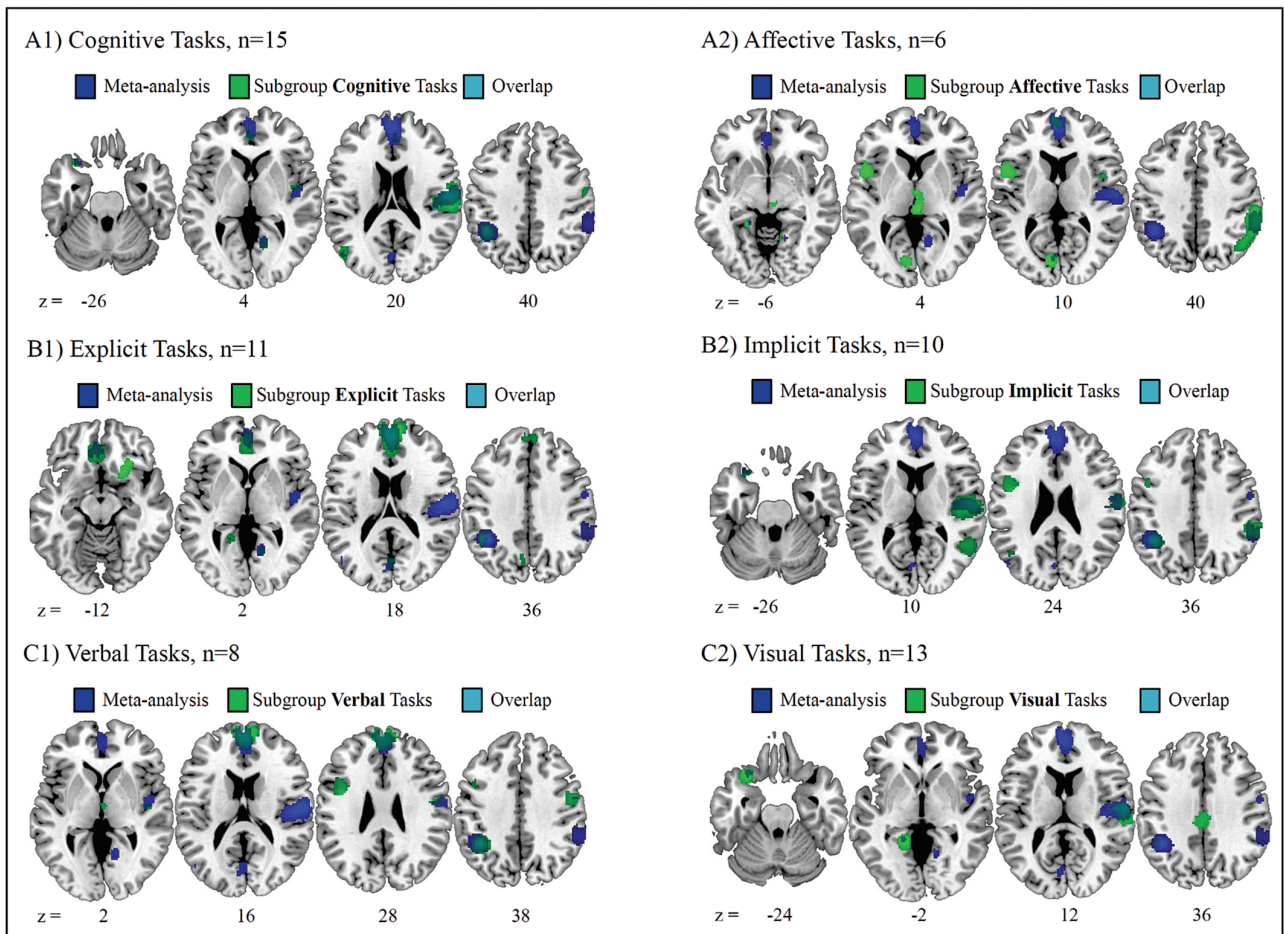 A1) Cognitive Tasks, n=15
Meta-analysis Subgroup Cognitive Tasks Overlap
z = -26 4 20 40
A2) Affective Tasks, n=6
Meta-analysis Subgroup Affective Tasks Overlap
z = -6 4 10 40
B1) Explicit Tasks, n=11
Meta-analysis Subgroup Explicit Tasks Overlap
z = -12 2 18 36
B2) Implicit Tasks, n=10
Meta-analysis Subgroup Implicit Tasks Overlap
z = -26 10 24 36
C1) Verbal Tasks, n=8
Meta-analysis Subgroup Verbal Tasks Overlap
z = 2 16 28 38
C2) Visual Tasks, n=13
Meta-analysis Subgroup Visual Tasks Overlap
z = -24 -2 12 36